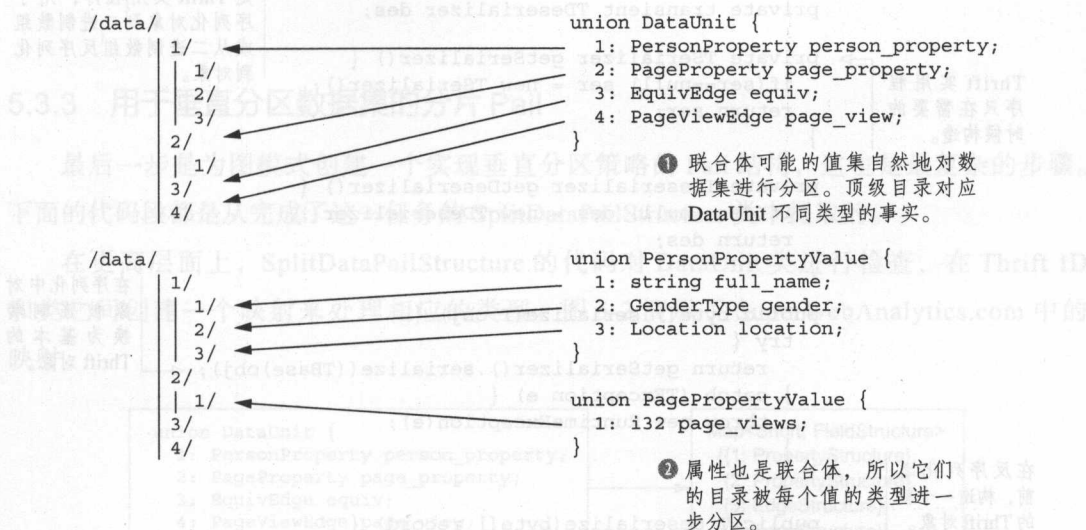 /data/
| 1/
| | 1/
| | 2/
| | 3/
| 2/
| | 1/
| 3/
| 4/
union DataUnit {
1: PersonProperty person_property;
2: PageProperty page_property;
3: EquivEdge equiv;
4: PageViewEdge page_view;
}
❶ 联合体可能的值集自然地对数
据集进行分区，顶级目录对应
DataUnit 不同类型的事实。
/data/
| 1/
| | 1/
| | 2/
| | 3/
| 2/
| | 1/
| 3/
| 4/
union PersonPropertyValue {
1: string full_name;
2: GenderType gender;
3: Location location;
}
union PagePropertyValue {
1: i32 page_views;
}
❷ 属性也是联合体，所以它们
的目录被每个值的类型进一
步分区。